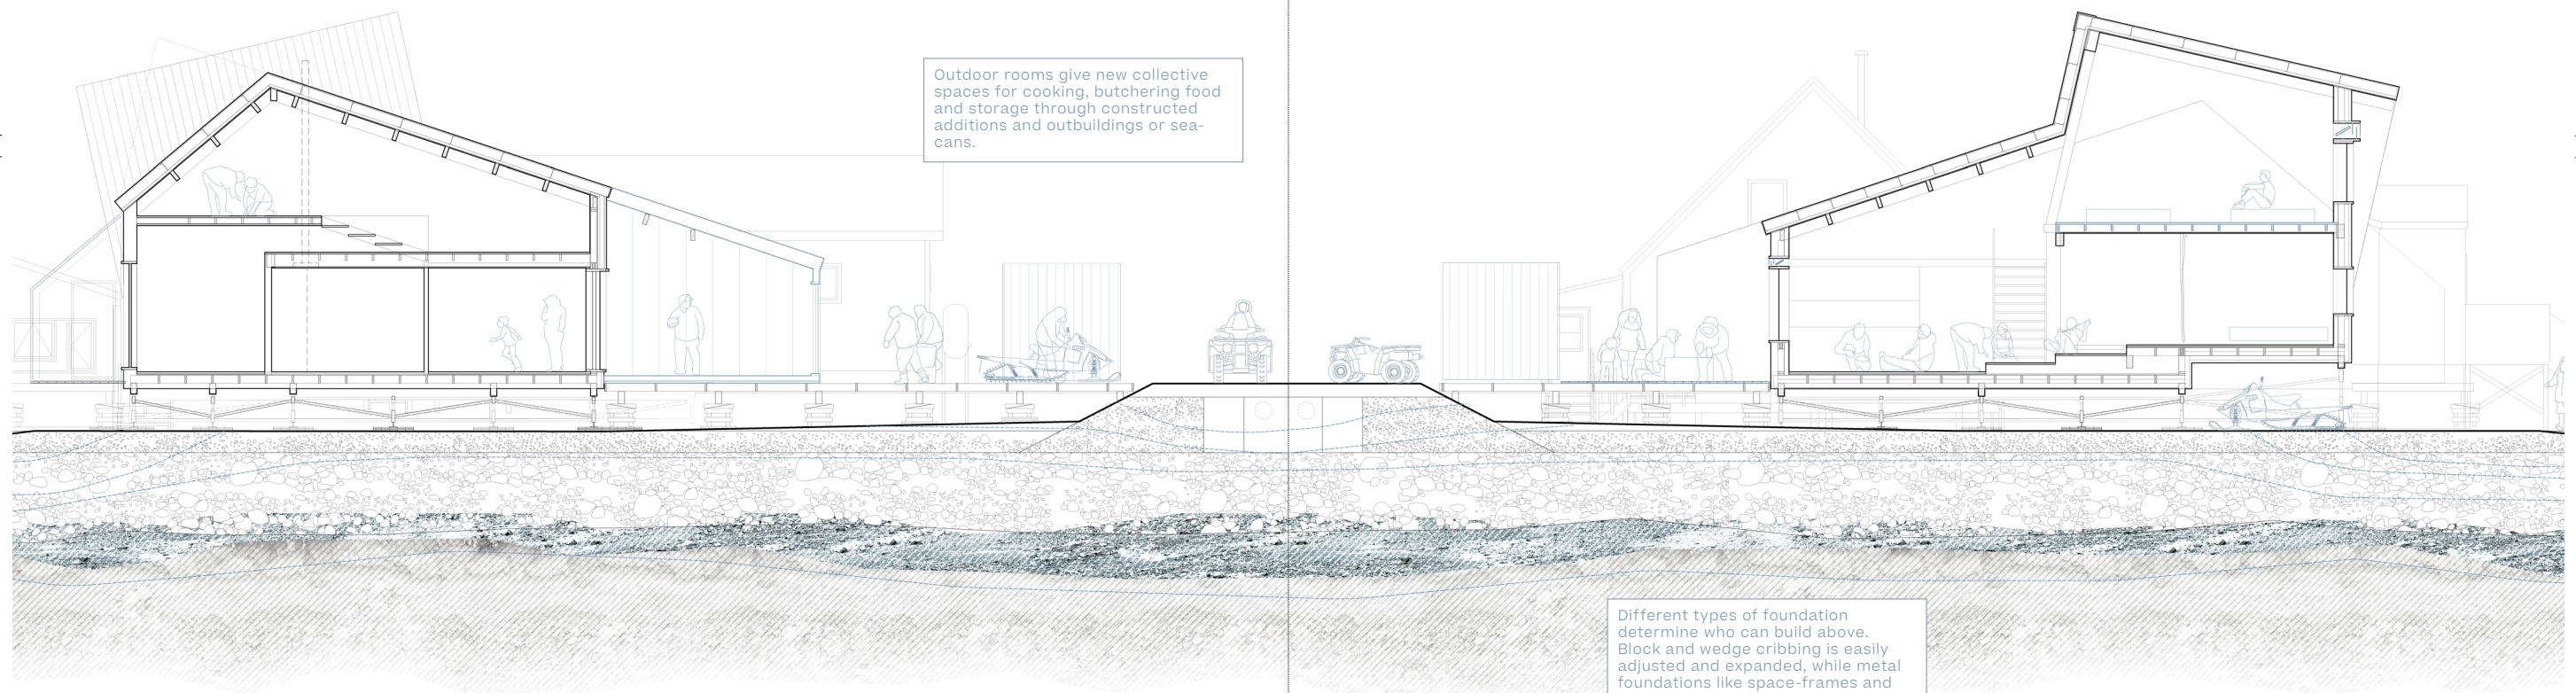 Outdoor rooms give new collective
spaces for cooking, butchering food
and storage through constructed
additions and outbuildings or sea-
cans.
Different types of foundation
determine who can build above.
Block and wedge cribbing is easily
adjusted and expanded, while metal
foundations like space-frames and